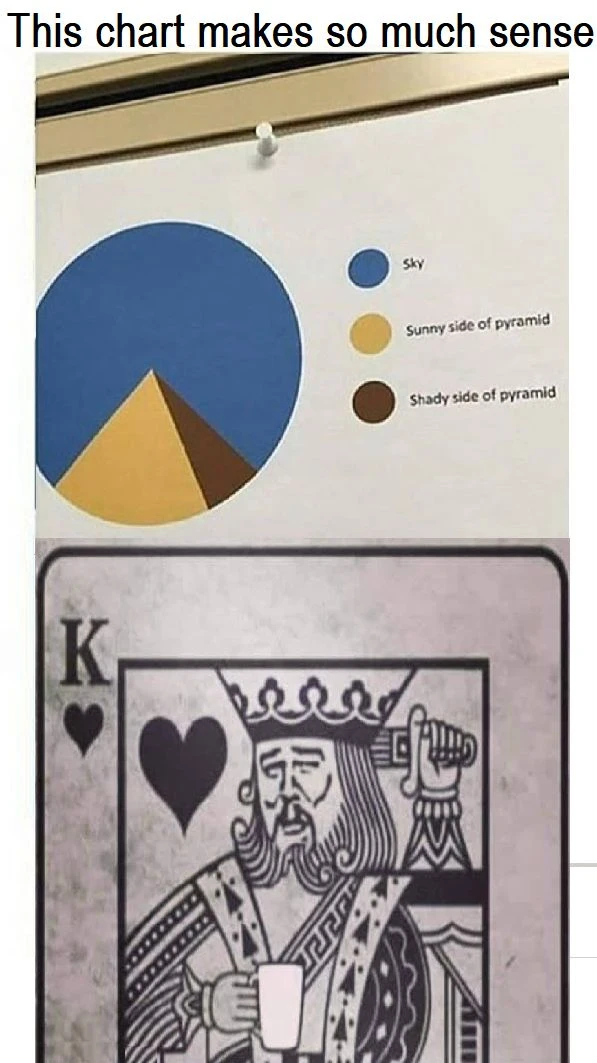 This chart makes so much sense
Sky
Sunny side of pyramid
Shady side of pyramid
K